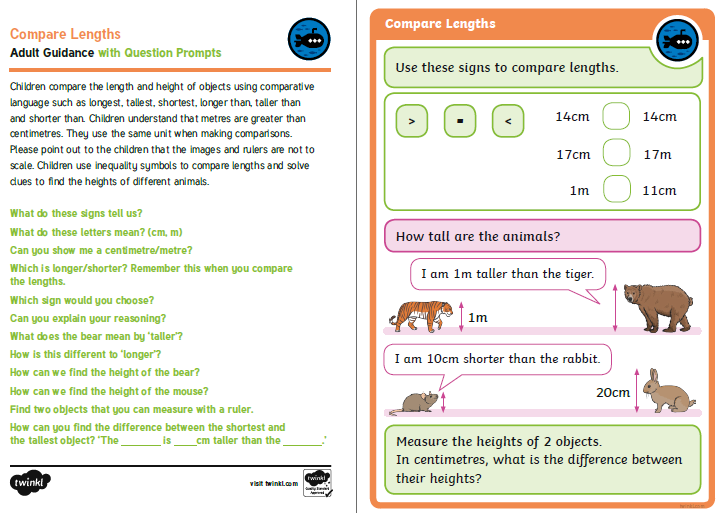 Compare Lengths
Adult Guidance with Question Prompts
Children compare the length and height of objects using comparative
language such as longest, tallest, shortest, longer than, taller than
and shorter than. Children understand that metres are greater than
centimetres. They use the same unit when making comparisons.
Please point out to the children that the images and rulers are not to
scale. Children use inequality symbols to compare lengths and solve
clues to find the heights of different animals.
What do these signs tell us?
What do these letters mean? (cm, m)
Can you show me a centimetre/metre?
Which is longer/shorter? Remember this when you compare
the lengths.
Which sign would you choose?
Can you explain your reasoning?
What does the bear mean by 'taller'?
How is this different to 'longer'?
How can we find the height of the bear?
How can we find the height of the mouse?
Find two objects that you can measure with a ruler.
How can you find the difference between the shortest and
the tallest object? 'The _______ is ____cm taller than the _______.'
twinkl
visit twinkl.com
twinkl
Quality Standard
Approved
Compare Lengths
Use these signs to compare lengths.
> = <
14cm 14cm
17cm 17m
1m 11cm
How tall are the animals?
I am 1m taller than the tiger.
1m
I am 10cm shorter than the rabbit.
20cm
Measure the heights of 2 objects.
In centimetres, what is the difference between
their heights?
twinkl.com